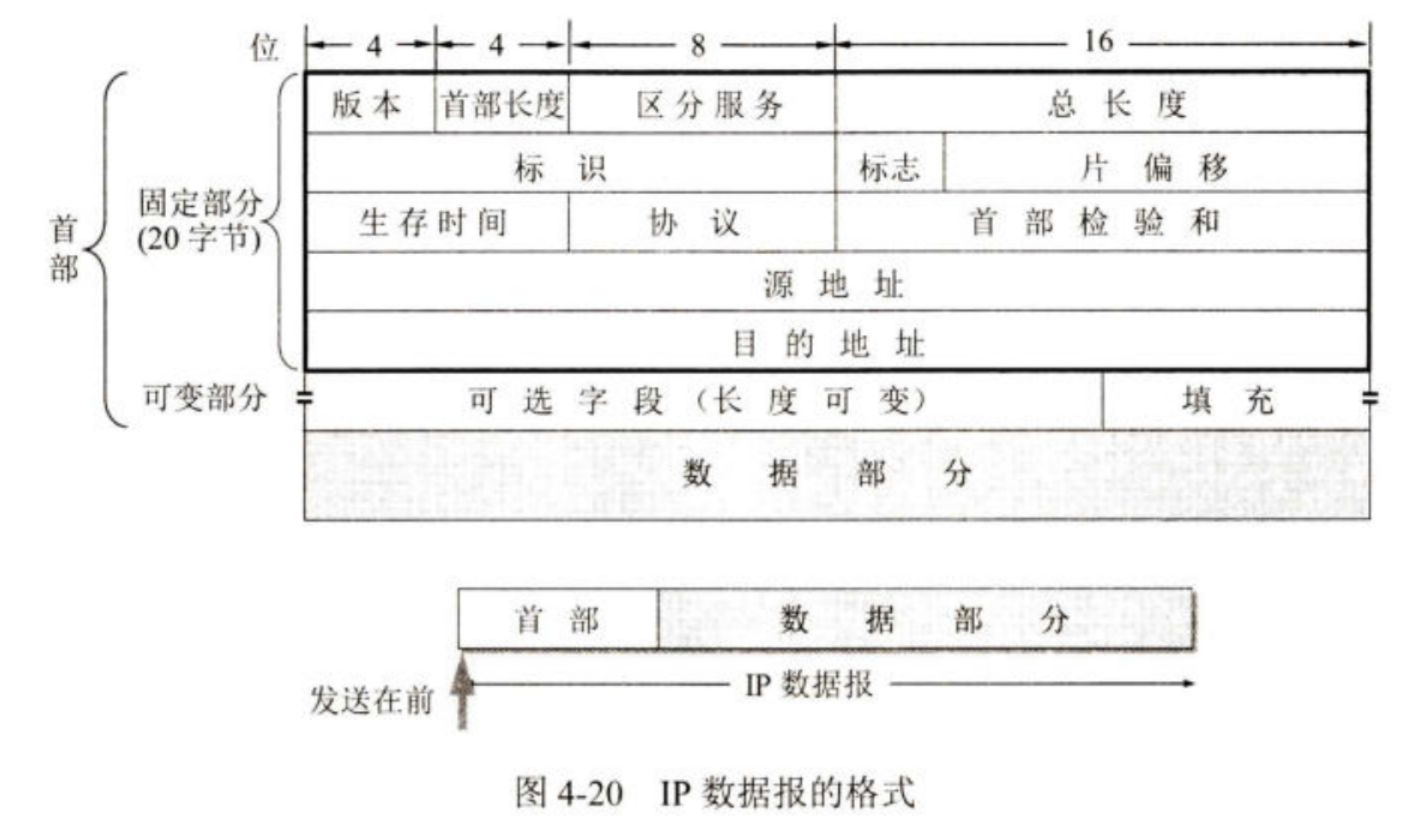 位 4 4 8 16
版本 首部长度 区分服务 总长度
标识 标志 片偏移
生存时间 协议 首部检验和
源地址
目的地址
可选字段（长度可变） 填充
数据部分
首部
固定部分
(20 字节)
可变部分
首部 数据部分
发送在前
IP 数据报
图 4-20 IP 数据报的格式